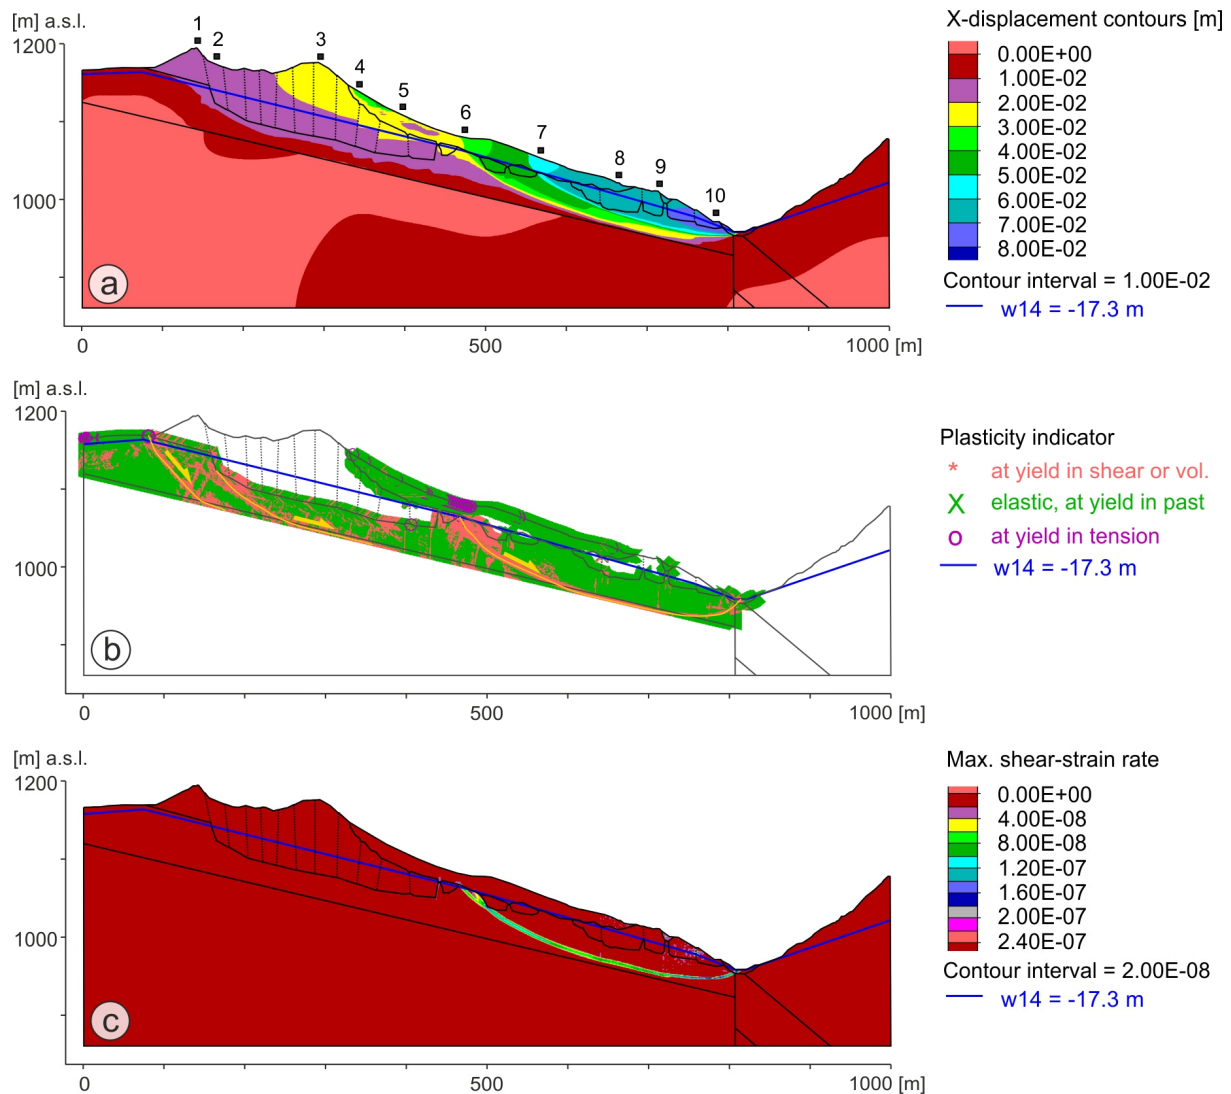 [m] a.s.l.
1200
1000
1
2
3
4
5
6
7
8
9
10
a
0
500
1000 [m]
X-displacement contours [m]
0.00E+00
1.00E-02
2.00E-02
3.00E-02
4.00E-02
5.00E-02
6.00E-02
7.00E-02
8.00E-02
Contour interval = 1.00E-02
w14 = -17.3 m
[m] a.s.l.
1200
1000
b
0
500
1000 [m]
Plasticity indicator
* at yield in shear or vol.
X elastic, at yield in past
o at yield in tension
w14 = -17.3 m
[m] a.s.l.
1200
1000
c
0
500
1000 [m]
Max. shear-strain rate
0.00E+00
4.00E-08
8.00E-08
1.20E-07
1.60E-07
2.00E-07
2.40E-07
Contour interval = 2.00E-08
w14 = -17.3 m